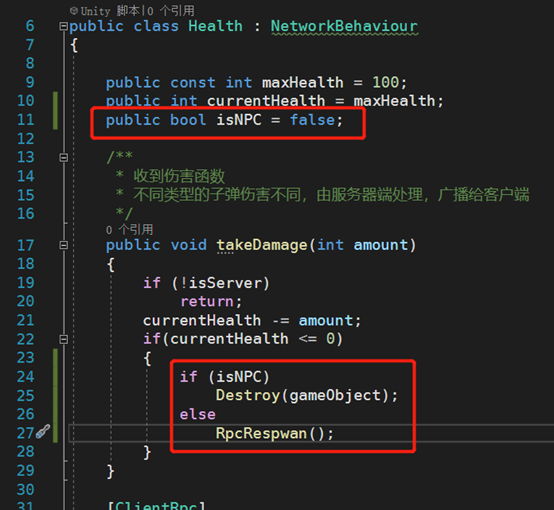 Unity 脚本|0 个引用
6 public class Health : NetworkBehaviour
7 {
8
9 public const int maxHealth = 100;
10 public int currentHealth = maxHealth;
11 public bool isNPC = false;
12
13 /**
14 * 收到伤害函数
15 * 不同类型的子弹伤害不同，由服务器端处理，广播给客户端
16 */
0 个引用
17 public void takeDamage(int amount)
18 {
19 if (!isServer)
20 return;
21 currentHealth -= amount;
22 if(currentHealth <= 0)
23 {
24 if (isNPC)
25 Destroy(gameObject);
26 else
27 RpcRespwan();
28 }
29 }
30
31 [ClientRpc]